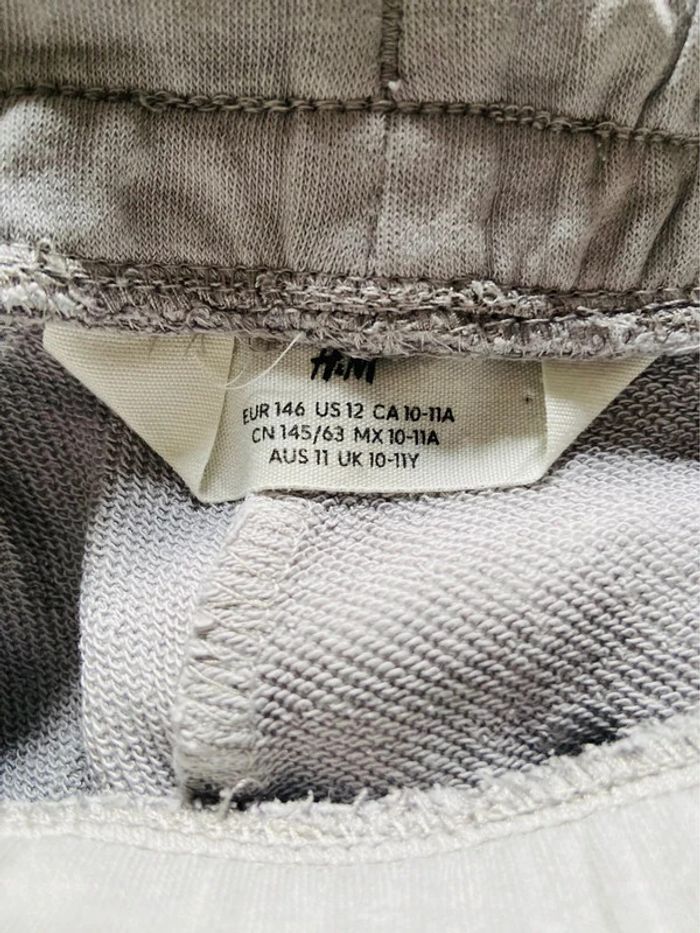 H&M
EUR 146 US 12 CA 10-11A
CN 145/63 MX 10-11A
AUS 11 UK 10-11Y